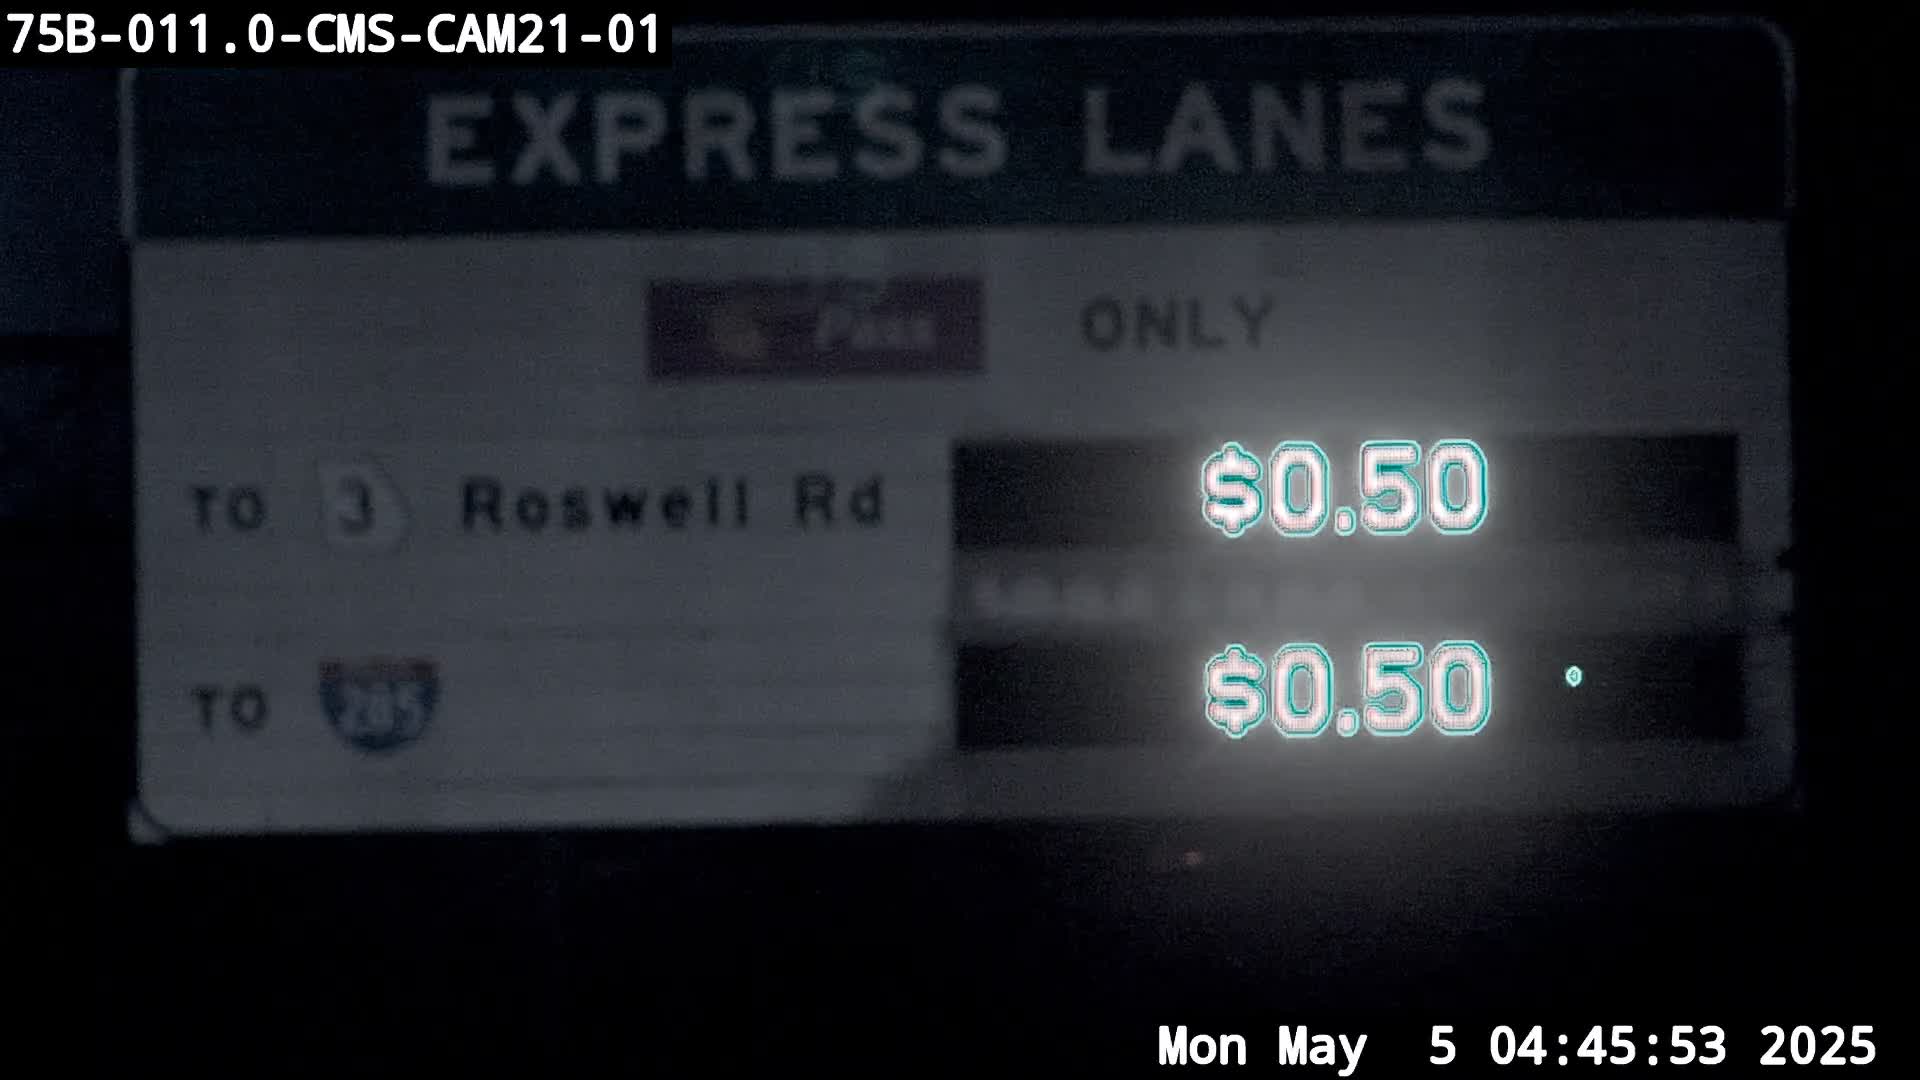 75B-011.0-CMS-CAM21-01
EXPRESS LANES
Pass ONLY
TO 3 Roswell Rd $0.50
TO 285 $0.50
Mon May 5 04:45:53 2025